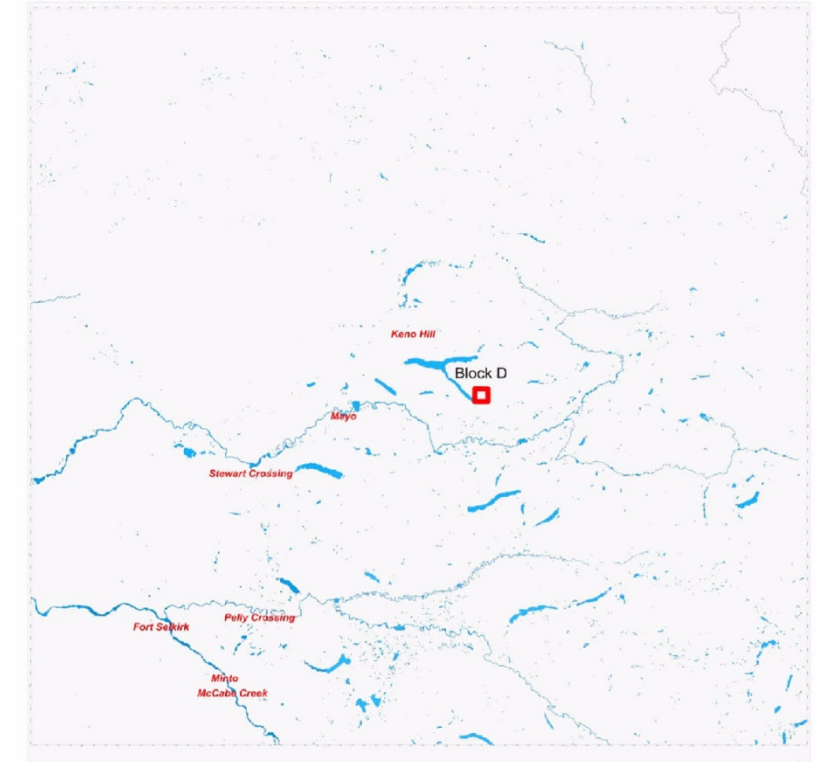 Keno Hill
Block D
Mayo
Stewart Crossing
Pelly Crossing
Fort Selkirk
Minto
McCabe Creek